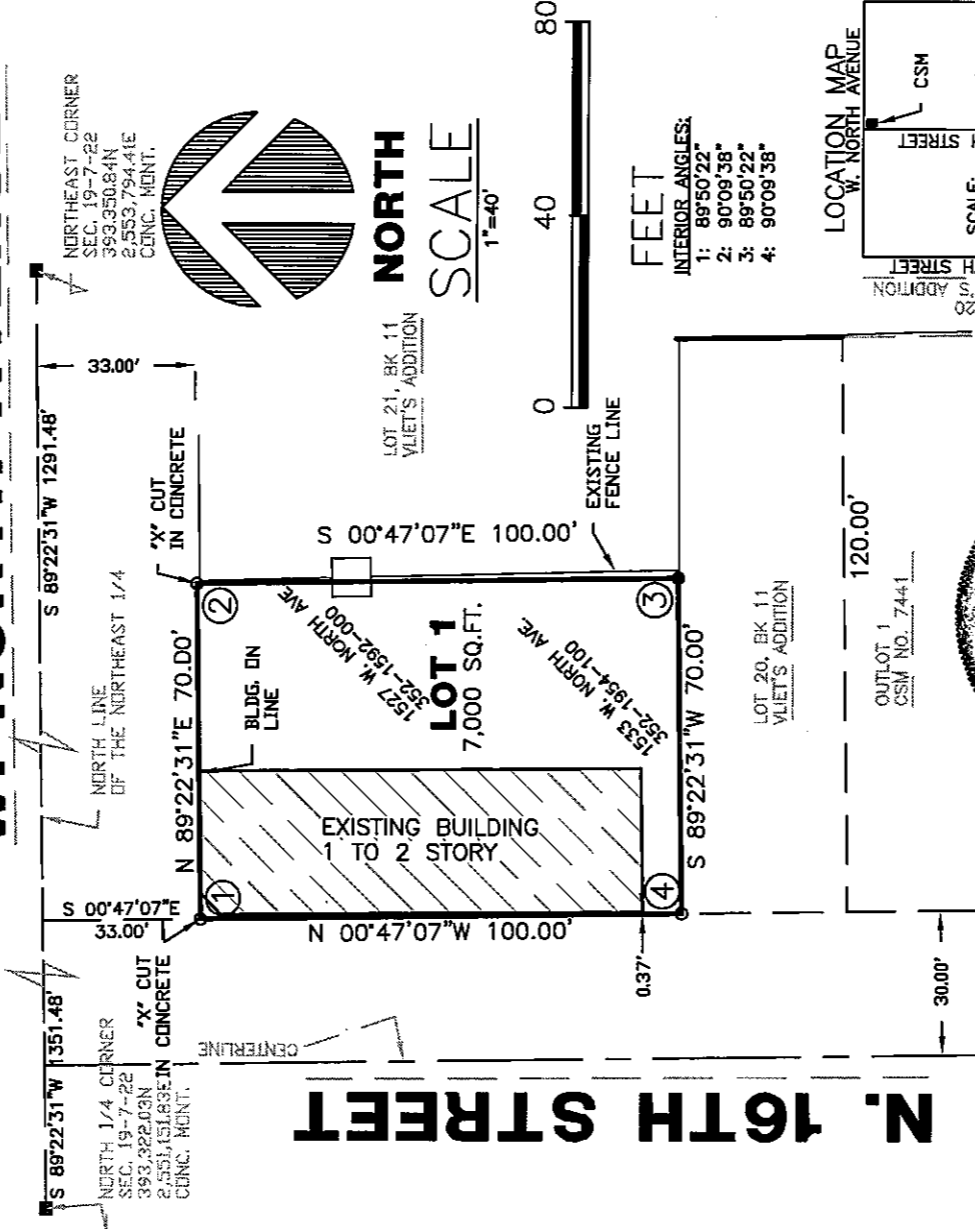 NORTHEAST CORNER
SEC. 19-7-22
393,350.84N
2,553,794.41E
CONC. MONT.
S 89°22'31"W 1291.48'
33.00'
NORTH LINE
OF THE NORTHEAST 1/4
"X" CUT
IN CONCRETE
NORTH
SCALE
1"=40'
LOT 21, BK 11
VLIET'S ADDITION
0 40 80
FEET
INTERIOR ANGLES:
1: 89°50'22"
2: 90°09'38"
3: 89°50'22"
4: 90°09'38"
LOCATION MAP
W. NORTH AVENUE
CSM
STREET
SCALE:
STREET
'S ADDITION
20
N 89°22'31"E 70.00'
BLDG. ON
LINE
1
2
3
4
S 00°47'07"E 100.00'
EXISTING
FENCE LINE
1527 W. NORTH AVE
352-1592-000
LOT 1
7,000 SQ.FT.
1533 W. NORTH AVE.
352-1954-100
EXISTING BUILDING
1 TO 2 STORY
S 89°22'31"W 70.00'
N 00°47'07"W 100.00'
0.37'
S 00°47'07"E
33.00'
"X" CUT
IN CONCRETE
S 89°22'31"W 1351.48'
NORTH 1/4 CORNER
SEC. 19-7-22
393,322.03N
2,551,151.83E
CONC. MONT.
CENTERLINE
N. 16TH STREET
LOT 20, BK 11
VLIET'S ADDITION
OUTLOT 1
CSM NO. 7441
120.00'
30.00'